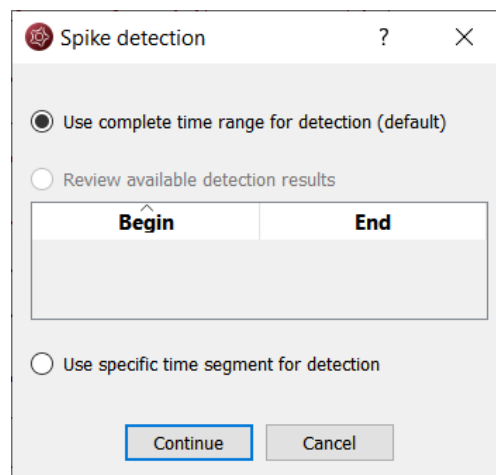 Spike detection
?
Use complete time range for detection (default)
Review available detection results
Begin End
Use specific time segment for detection
Continue Cancel